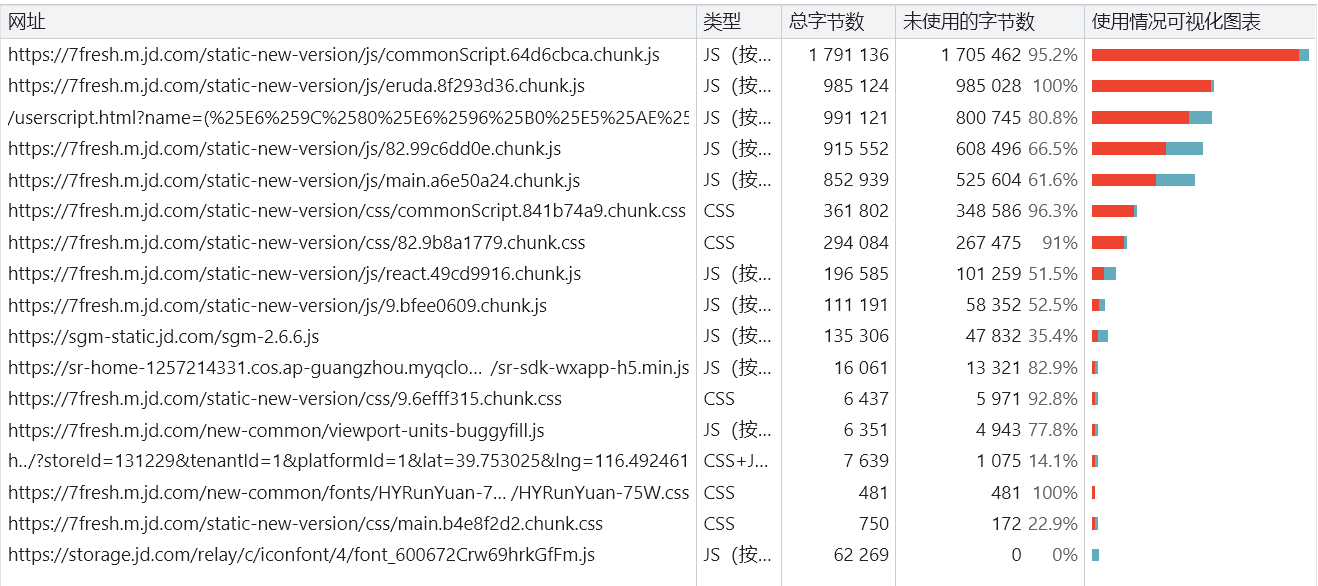 网址 类型 总字节数 未使用的字节数 使用情况可视化图表
https://7fresh.m.jd.com/static-new-version/js/commonScript.64d6cbca.chunk.js JS（按... 1 791 136 1 705 462 95.2%
https://7fresh.m.jd.com/static-new-version/js/eruda.8f293d36.chunk.js JS（按... 985 124 985 028 100%
/userscript.html?name=(%25E6%259C%2580%25E6%2596%25B0%25E5%25AE%25 JS（按... 991 121 800 745 80.8%
https://7fresh.m.jd.com/static-new-version/js/82.99c6dd0e.chunk.js JS（按... 915 552 608 496 66.5%
https://7fresh.m.jd.com/static-new-version/js/main.a6e50a24.chunk.js JS（按... 852 939 525 604 61.6%
https://7fresh.m.jd.com/static-new-version/css/commonScript.841b74a9.chunk.css CSS 361 802 348 586 96.3%
https://7fresh.m.jd.com/static-new-version/css/82.9b8a1779.chunk.css CSS 294 084 267 475 91%
https://7fresh.m.jd.com/static-new-version/js/react.49cd9916.chunk.js JS（按... 196 585 101 259 51.5%
https://7fresh.m.jd.com/static-new-version/js/9.bfee0609.chunk.js JS（按... 111 191 58 352 52.5%
https://sgm-static.jd.com/sgm-2.6.6.js JS（按... 135 306 47 832 35.4%
https://sr-home-1257214331.cos.ap-guangzhou.myqclo... /sr-sdk-wxapp-h5.min.js JS（按... 16 061 13 321 82.9%
https://7fresh.m.jd.com/static-new-version/css/9.6efff315.chunk.css CSS 6 437 5 971 92.8%
https://7fresh.m.jd.com/new-common/viewport-units-buggyfill.js JS（按... 6 351 4 943 77.8%
h../?storeId=131229&tenantId=1&platformId=1&lat=39.753025&lng=116.492461 CSS+J... 7 639 1 075 14.1%
https://7fresh.m.jd.com/new-common/fonts/HYRunYuan-7... /HYRunYuan-75W.css CSS 481 481 100%
https://7fresh.m.jd.com/static-new-version/css/main.b4e8f2d2.chunk.css CSS 750 172 22.9%
https://storage.jd.com/relay/c/iconfont/4/font_600672Crw69hrkGfFm.js JS（按... 62 269 0 0%